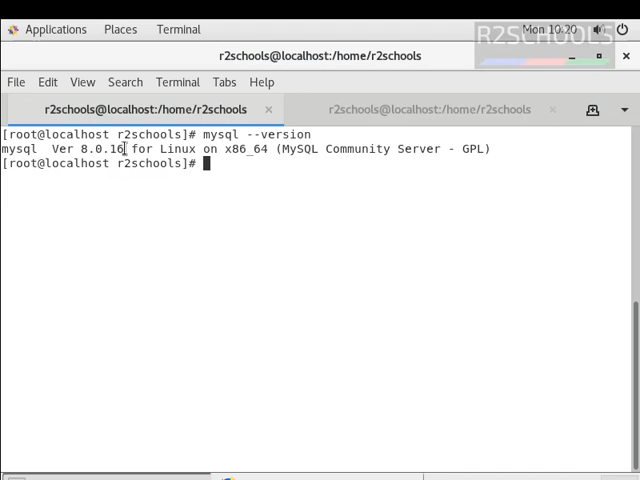 Applications Places Terminal Mon 10:20
R2SCHOOLS
r2schools@localhost:/home/r2schools
File Edit View Search Terminal Tabs Help
r2schools@localhost:/home/r2schools × r2schools@localhost:/home/r2schools ×
[root@localhost r2schools]# mysql --version
mysql Ver 8.0.16 for Linux on x86_64 (MySQL Community Server - GPL)
[root@localhost r2schools]#